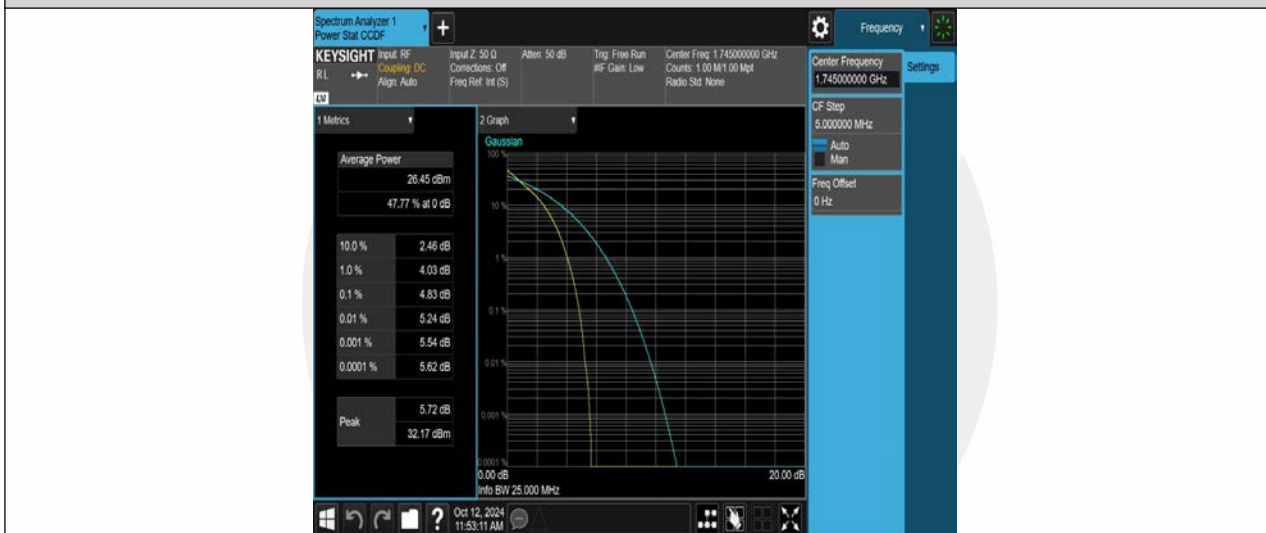 Spectrum Analyzer 1
Power Stat CCDF
+
Frequency
KEYSIGHT
RL
Input: RF
Coupling: DC
Align: Auto
Input Z: 50 Ω
Corrections: Off
Freq Ref: Int (S)
Atten: 50 dB
Trig: Free Run
#IF Gain: Low
Center Freq: 1.745000000 GHz
Counts: 1.00 M/1.00 Mpt
Radio Std: None
Center Frequency
1.745000000 GHz
Settings
CF Step
5.000000 MHz
Auto
Man
Freq Offset
0 Hz
1 Metrics
Average Power
26.45 dBm
47.77 % at 0 dB
10.0 % 2.46 dB
1.0 % 4.03 dB
0.1 % 4.83 dB
0.01 % 5.24 dB
0.001 % 5.54 dB
0.0001 % 5.62 dB
Peak
5.72 dB
32.17 dBm
2 Graph
Gaussian
100 %
10 %
1 %
0.1 %
0.01 %
0.001 %
0.0001 %
0.00 dB 20.00 dB
Info BW 25.000 MHz
?
Oct 12, 2024
11:53:11 AM